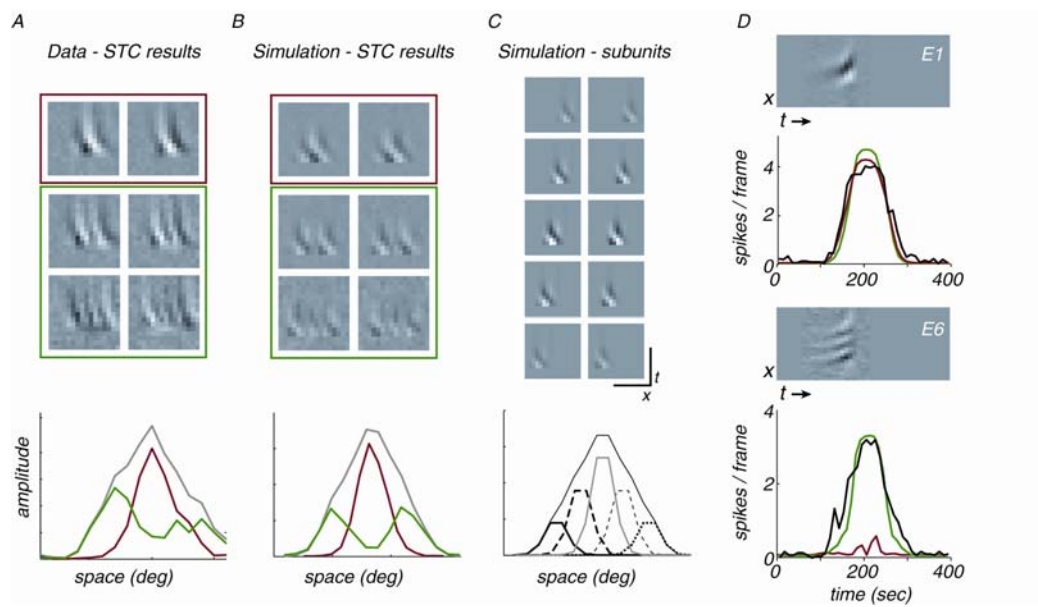 A
Data - STC results
B
Simulation - STC results
C
Simulation - subunits
D
E1
x
t →
spikes / frame
4
2
0
0 200 400
E6
x
t →
spikes / frame
4
2
0
0 200 400
time (sec)
t
x
amplitude
space (deg)
space (deg)
space (deg)